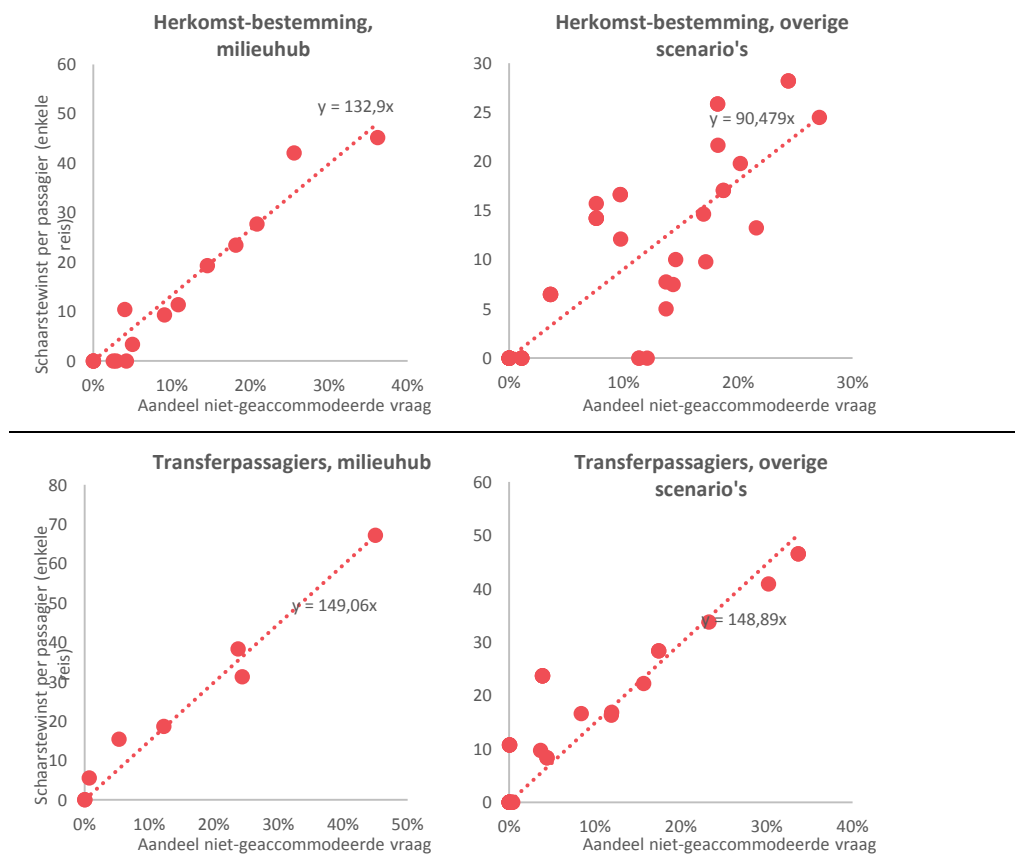 Herkomst-bestemming,
milieuhub
60
50
40
30
20
10
0
0%
10%
20%
30%
40%
y = 132,9x
Schaarstewinst per passagier (enkele
reis)
Aandeel niet-geaccommodeerde vraag
Herkomst-bestemming, overige
scenario's
30
25
20
15
10
5
0
0%
10%
20%
30%
y = 90,479x
Aandeel niet-geaccommodeerde vraag
Transferpassagiers, milieuhub
80
70
60
50
40
30
20
10
0
0%
10%
20%
30%
40%
50%
y = 149,06x
Schaarstewinst per passagier (enkele
reis)
Aandeel niet-geaccommodeerde vraag
Transferpassagiers, overige
scenario's
60
50
40
30
20
10
0
0%
10%
20%
30%
40%
y = 148,89x
Aandeel niet-geaccommodeerde vraag